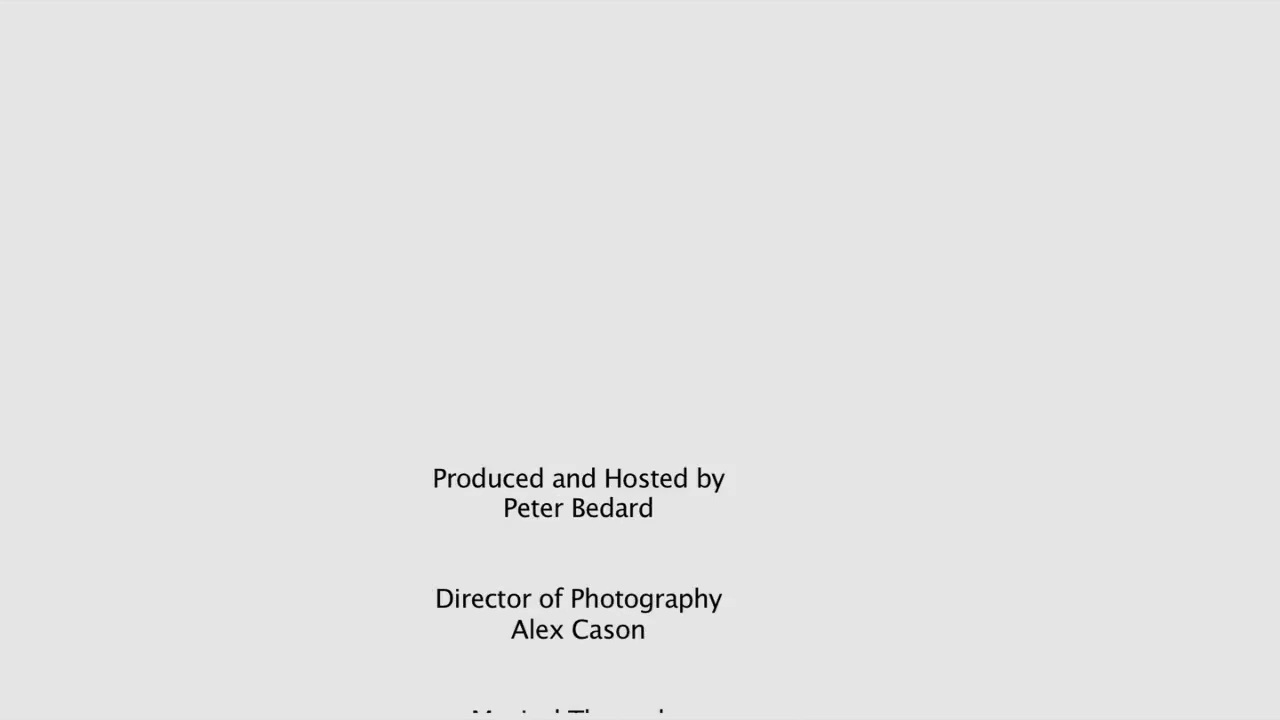 Produced and Hosted by
Peter Bedard
Director of Photography
Alex Cason